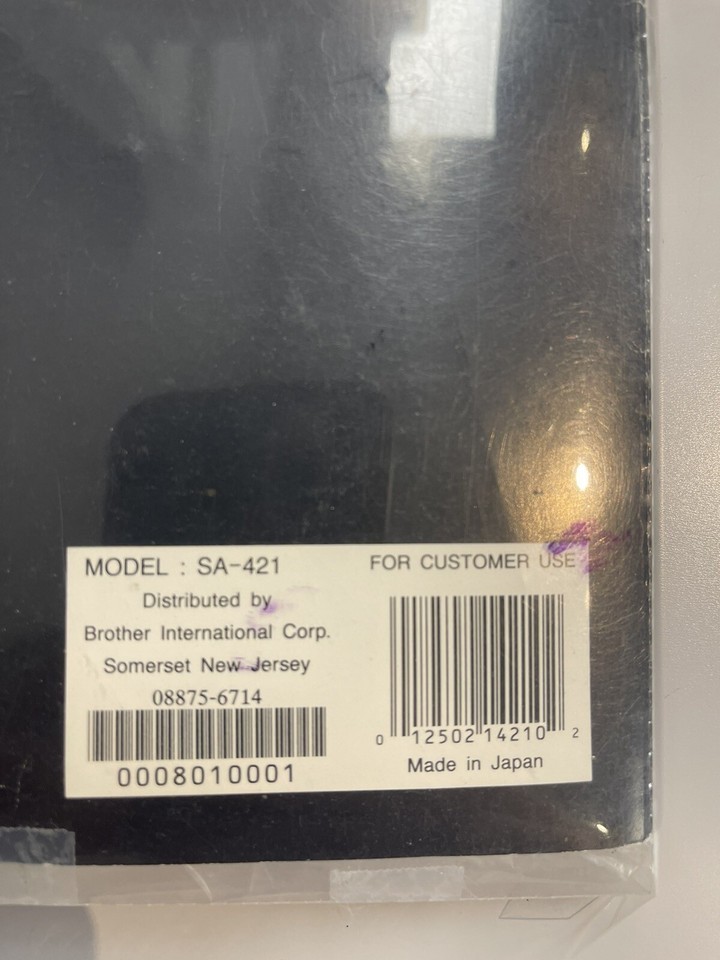 MODEL : SA-421
Distributed by
Brother International Corp.
Somerset New Jersey
08875-6714
0008010001
FOR CUSTOMER USE
0 12502 14210 2
Made in Japan